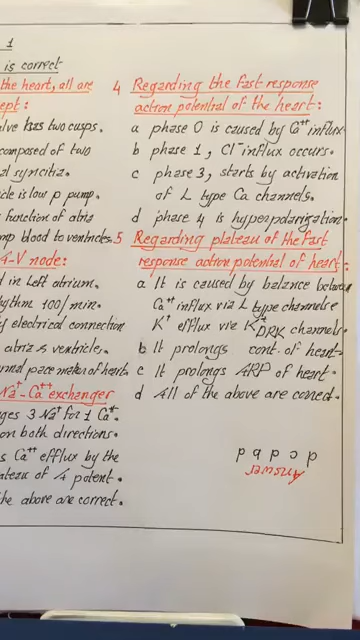 1
is correct
the heart, all are
ept:
lve has two cusps.
composed of two
al syncitia.
cle is low p pump.
function of atria
mp blood to ventricles.
A-V node:
d in Left atrium.
rhythm 100/min.
electrical connection
atria & ventricles.
rmal pace maker of heart.
Na+-Ca++ exchanger
ges 3 Na+ for 1 Ca++.
on both directions.
s Ca++ efflux by the
lateau of A potent.
the above are correct.
4 Regarding the fast response
action potential of the heart:
a phase 0 is caused by Ca++ influx.
b phase 1, Cl- influx occurs.
c phase 3, starts by activation
of L type Ca channels.
d phase 4 is hyperpolarization.
5 Regarding plateau of the fast
response action potential of heart:
a It is caused by balance between
Ca++ influx via L type channel &
K+ efflux via K DRK channels.
b It prolongs cont. of heart.
c It prolongs ARP of heart.
d All of the above are correct.
Answer
d c d b d